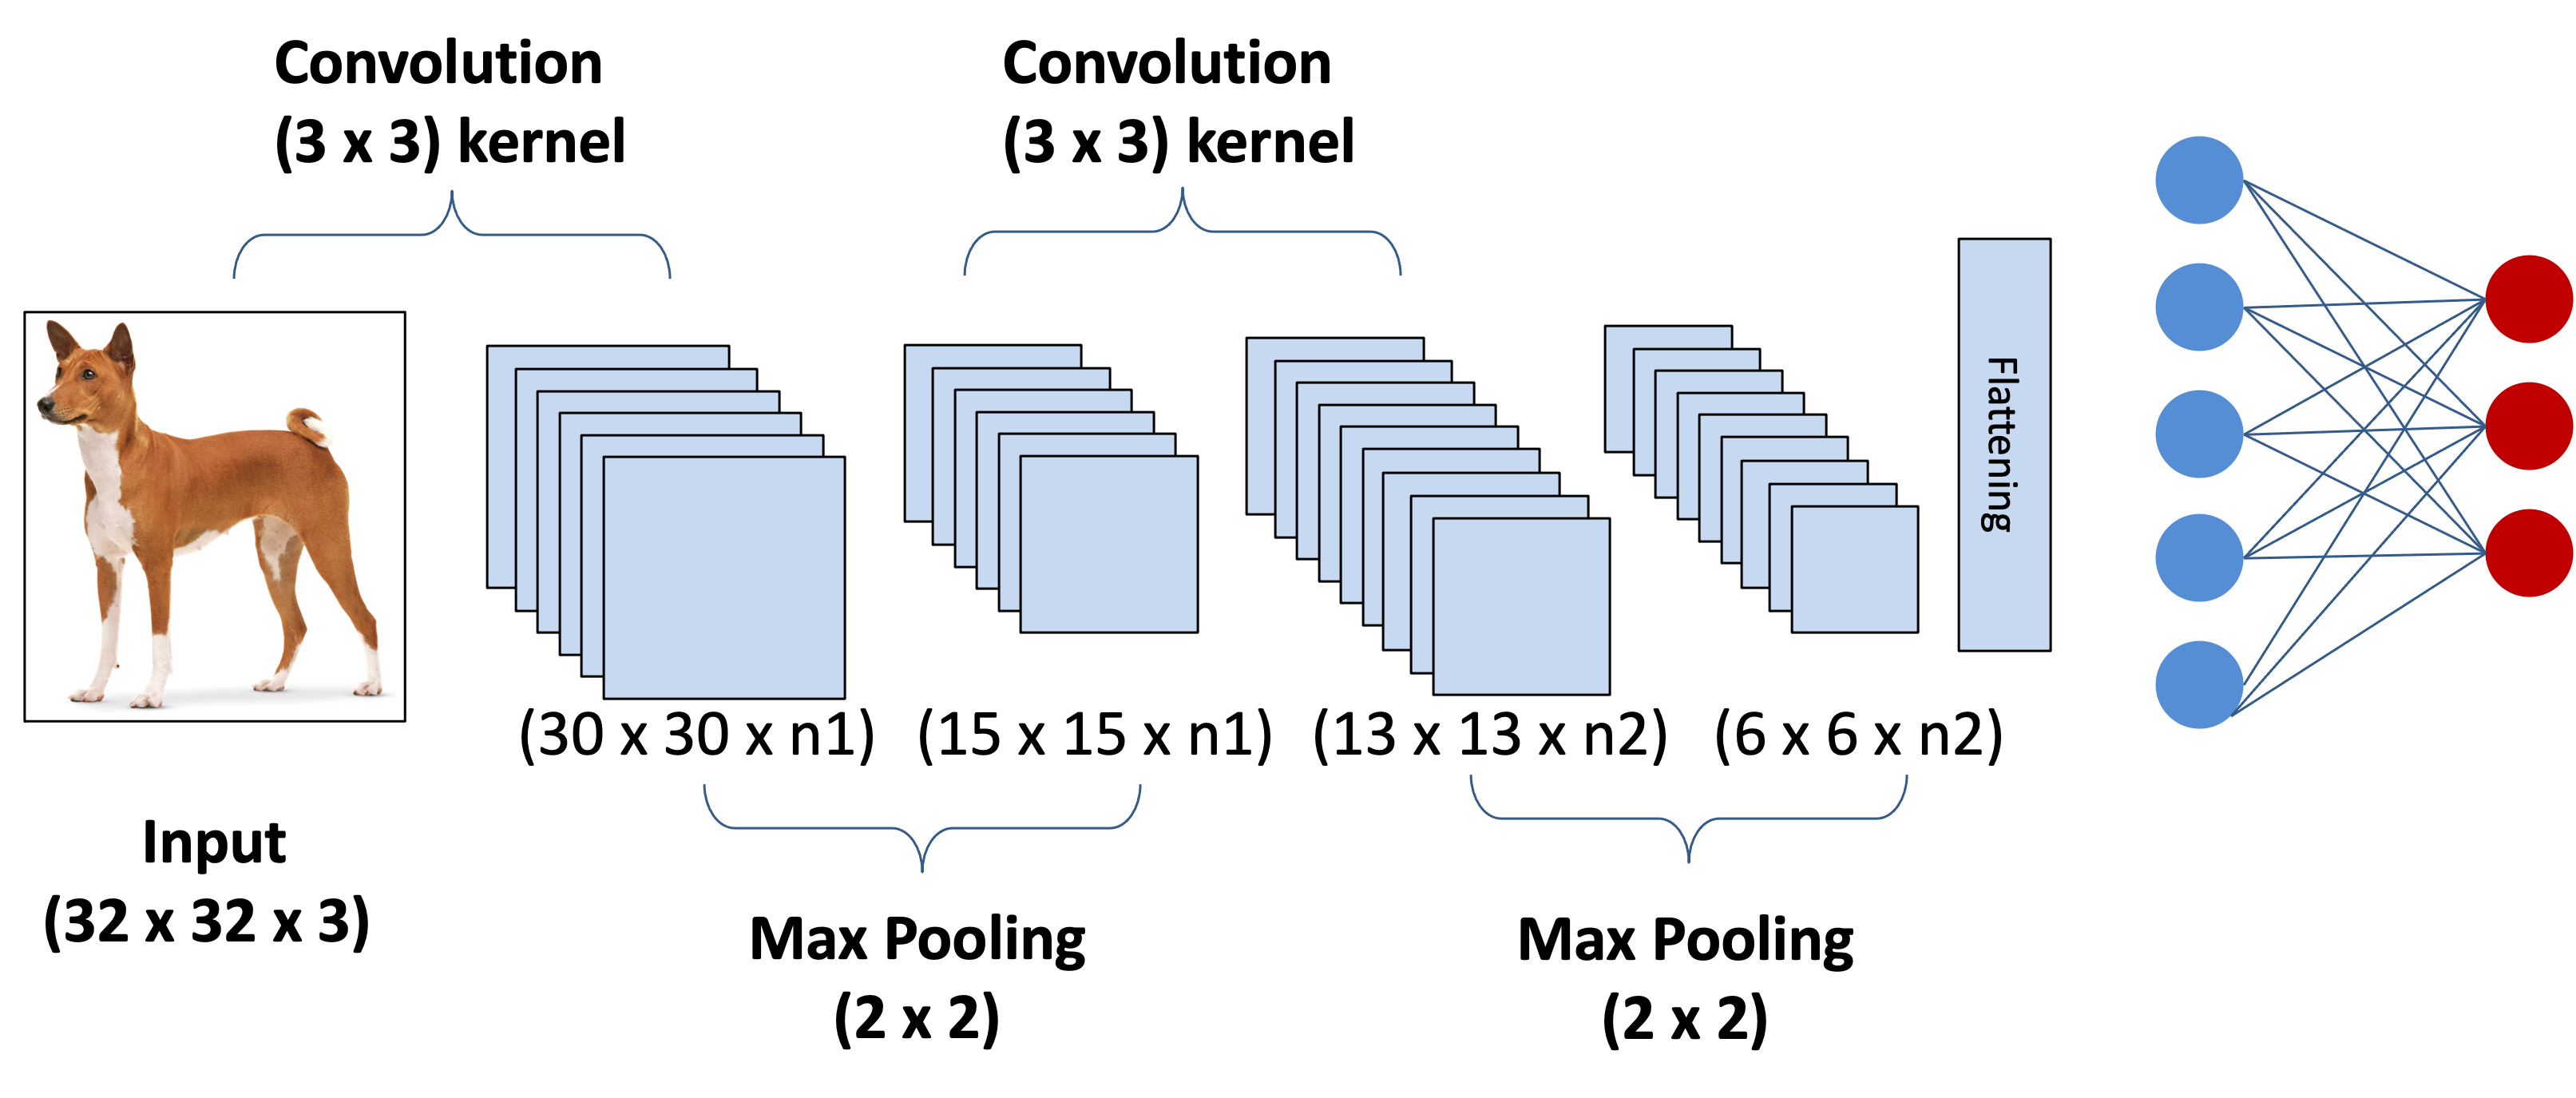 Convolution
(3 x 3) kernel
Convolution
(3 x 3) kernel
Flattening
(30 x 30 x n1)
(15 x 15 x n1)
(13 x 13 x n2)
(6 x 6 x n2)
Input
(32 x 32 x 3)
Max Pooling
(2 x 2)
Max Pooling
(2 x 2)